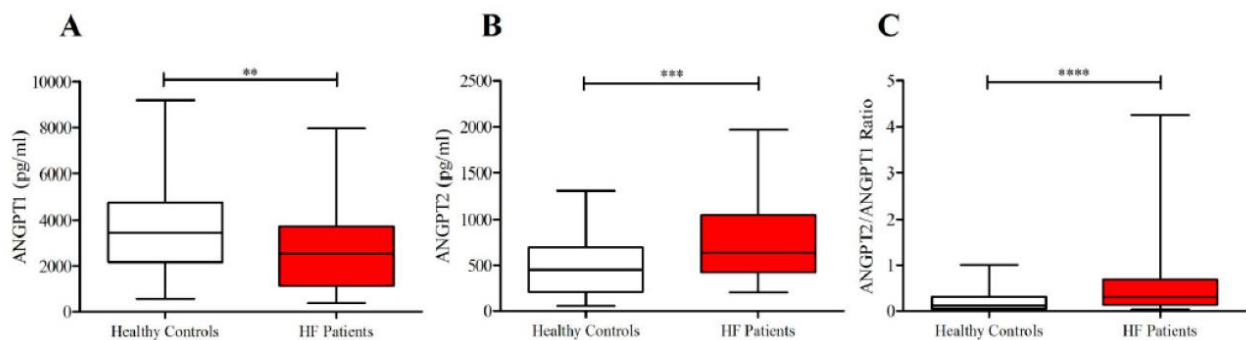 A
**
ANGPT1 (pg/ml)
10000
8000
6000
4000
2000
0
Healthy Controls
HF Patients
B
***
ANGPT2 (pg/ml)
2500
2000
1500
1000
500
0
Healthy Controls
HF Patients
C
****
ANGPT2/ANGPT1 Ratio
5
4
3
2
1
0
Healthy Controls
HF Patients